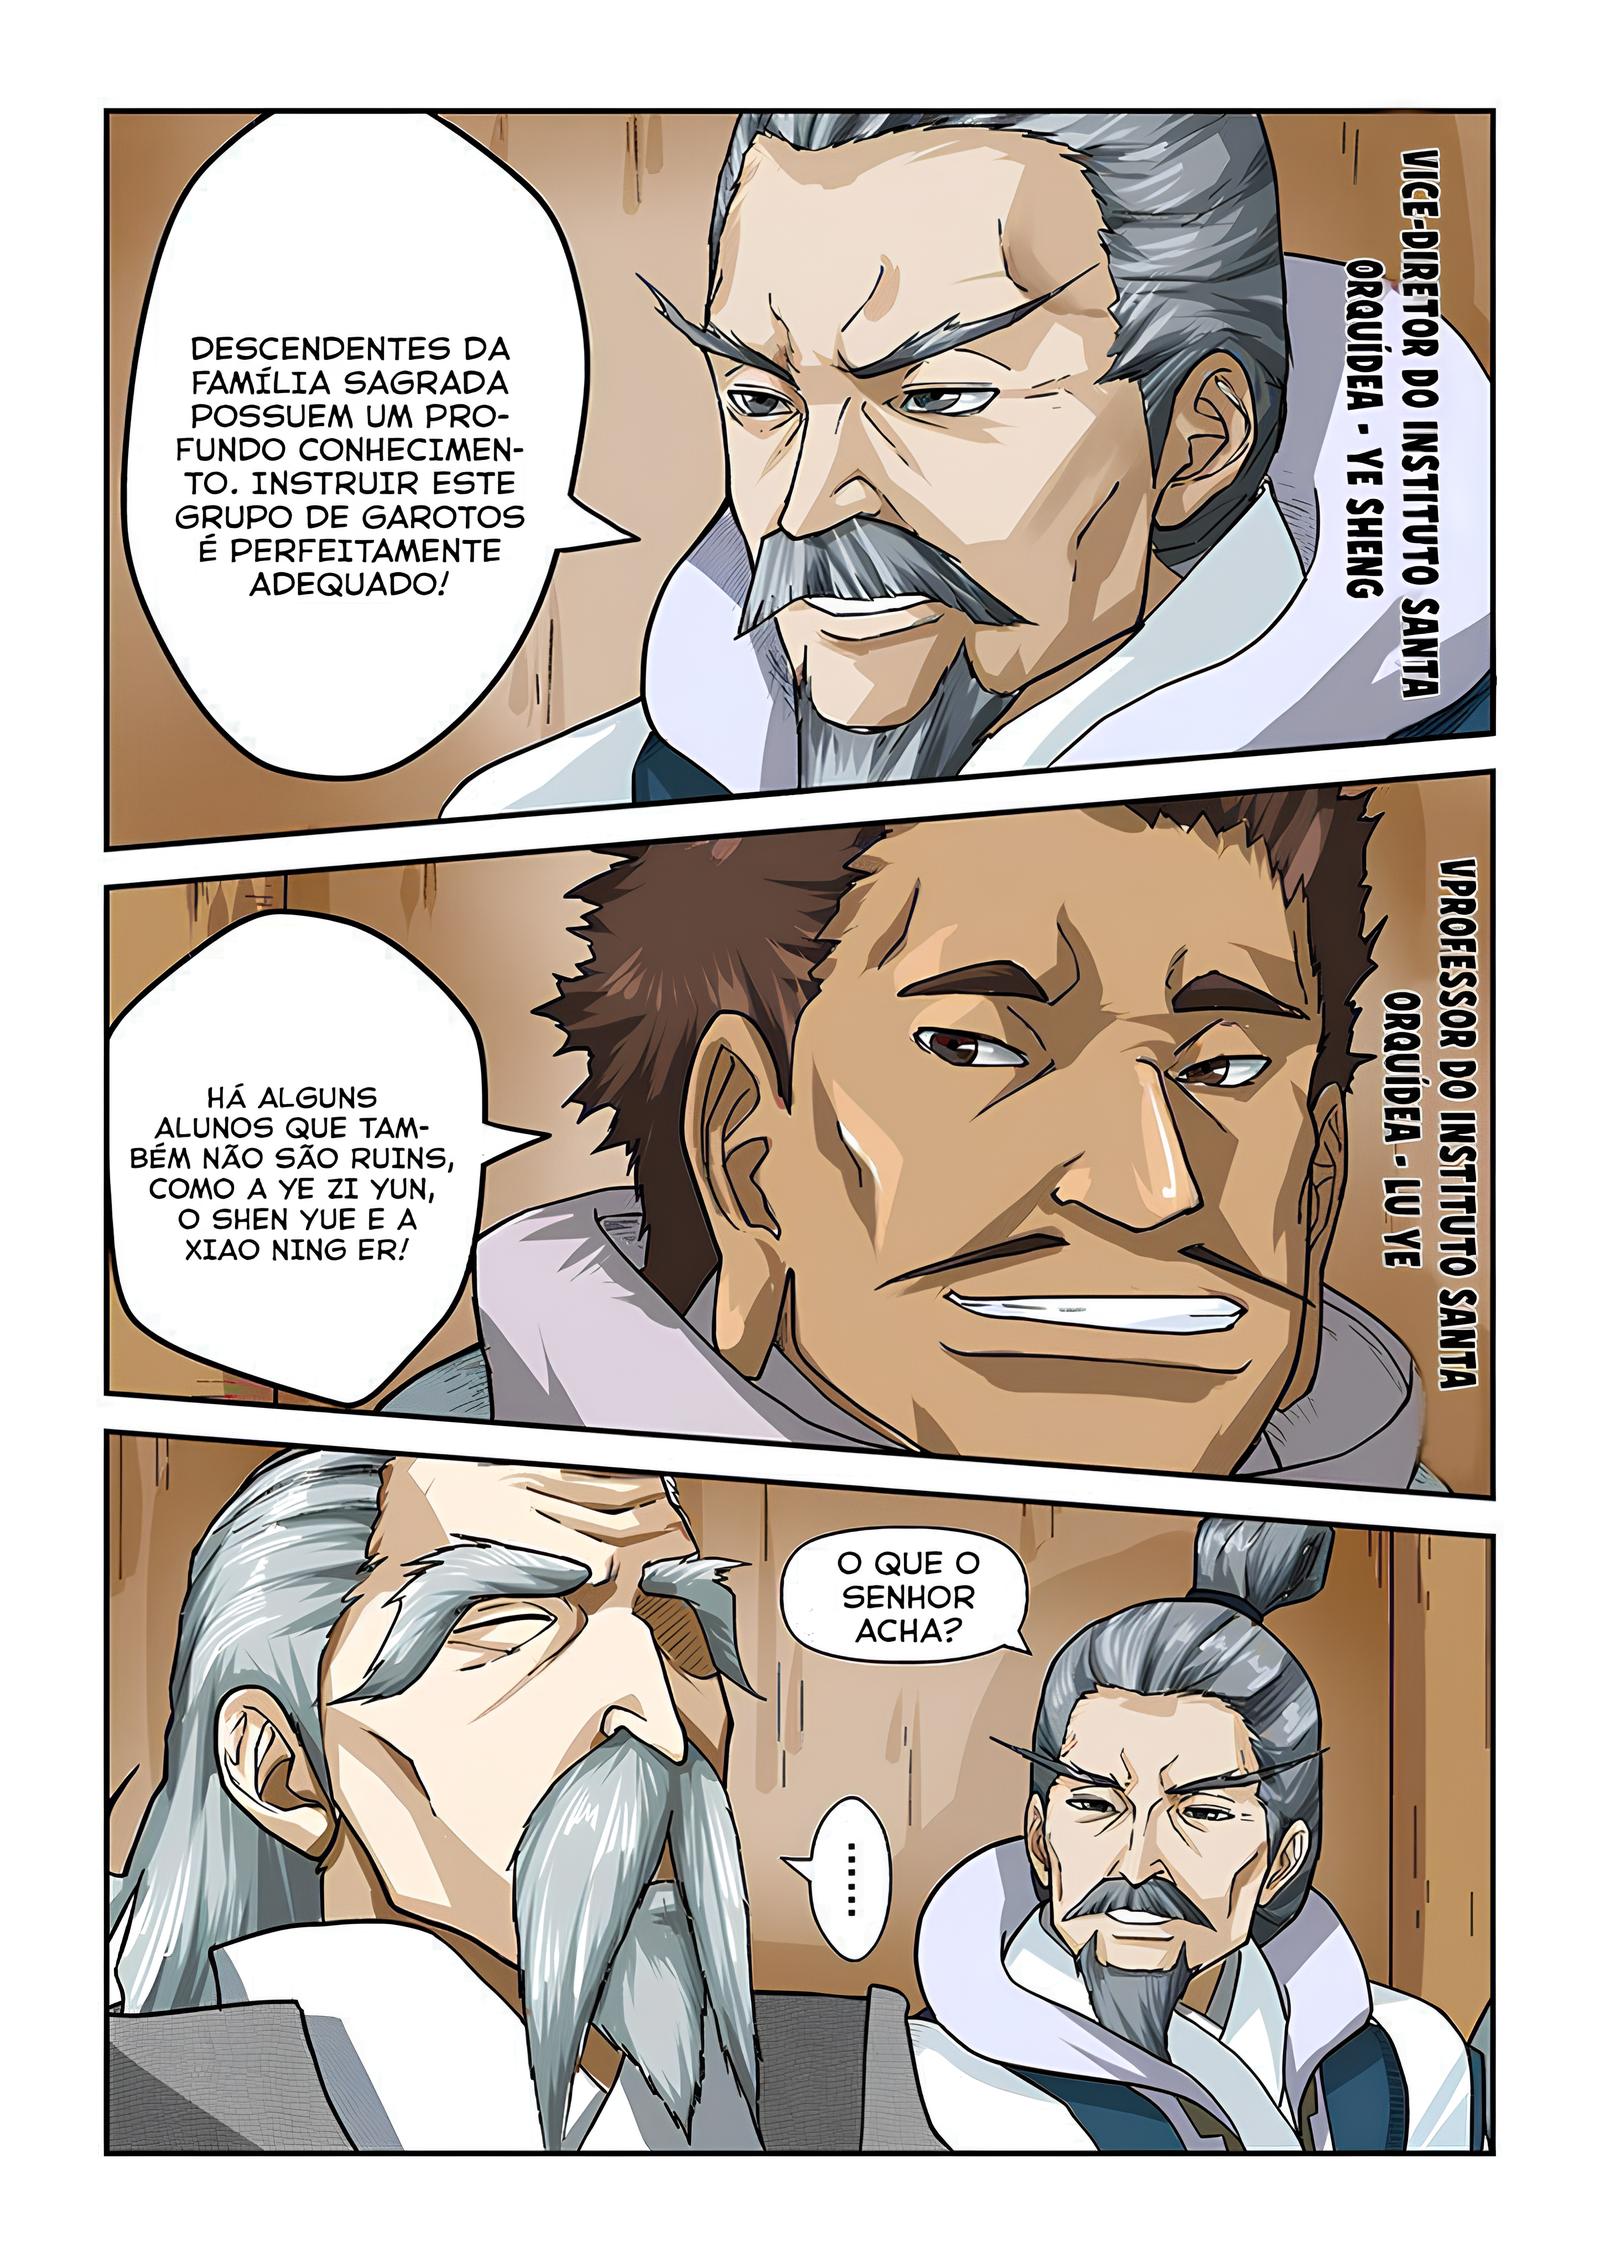 DESCENDENTES DA
FAMÍLIA SAGRADA
POSSUEM UM PRO-
FUNDO CONHECIMEN-
TO. INSTRUIR ESTE
GRUPO DE GAROTOS
É PERFEITAMENTE
ADEQUADO!
VICE-DIRETOR DO INSTITUTO SANTA
ORQUÍDEA - YE SHENG
HÁ ALGUNS
ALUNOS QUE TAM-
BÉM NÃO SÃO RUINS,
COMO A YE ZI YUN,
O SHEN YUE E A
XIAO NING ER!
VPROFESSOR DO INSTITUTO SANTA
ORQUÍDEA - LU YE
O QUE O
SENHOR
ACHA?
......